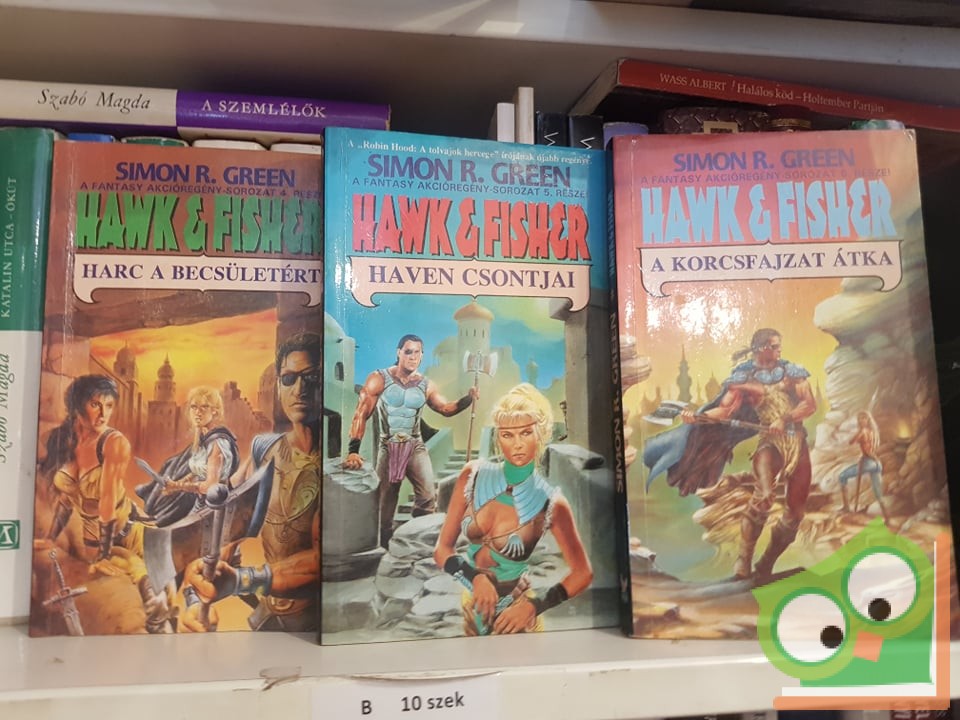 Szabó Magda A SZEMLÉLŐK
WASS ALBERT Halálos köd – Holtember Partján
KATALIN UTCA · ÓKÚT
Szabó Magda
SIMON R. GREEN
A FANTASY AKCIÓREGÉNY-SOROZAT 4. RÉSZE!
HAWK & FISHER
HARC A BECSÜLETÉRT
A „Robin Hood: A tolvajok hercege” írójának újabb regénye
SIMON R. GREEN
A FANTASY AKCIÓREGÉNY-SOROZAT 5. RÉSZE
HAWK & FISHER
HAVEN CSONTJAI
SIMON R. GREEN
A FANTASY AKCIÓREGÉNY-SOROZAT 6. RÉSZE!
HAWK & FISHER
A KORCSFAJZAT ÁTKA
B 10 szek